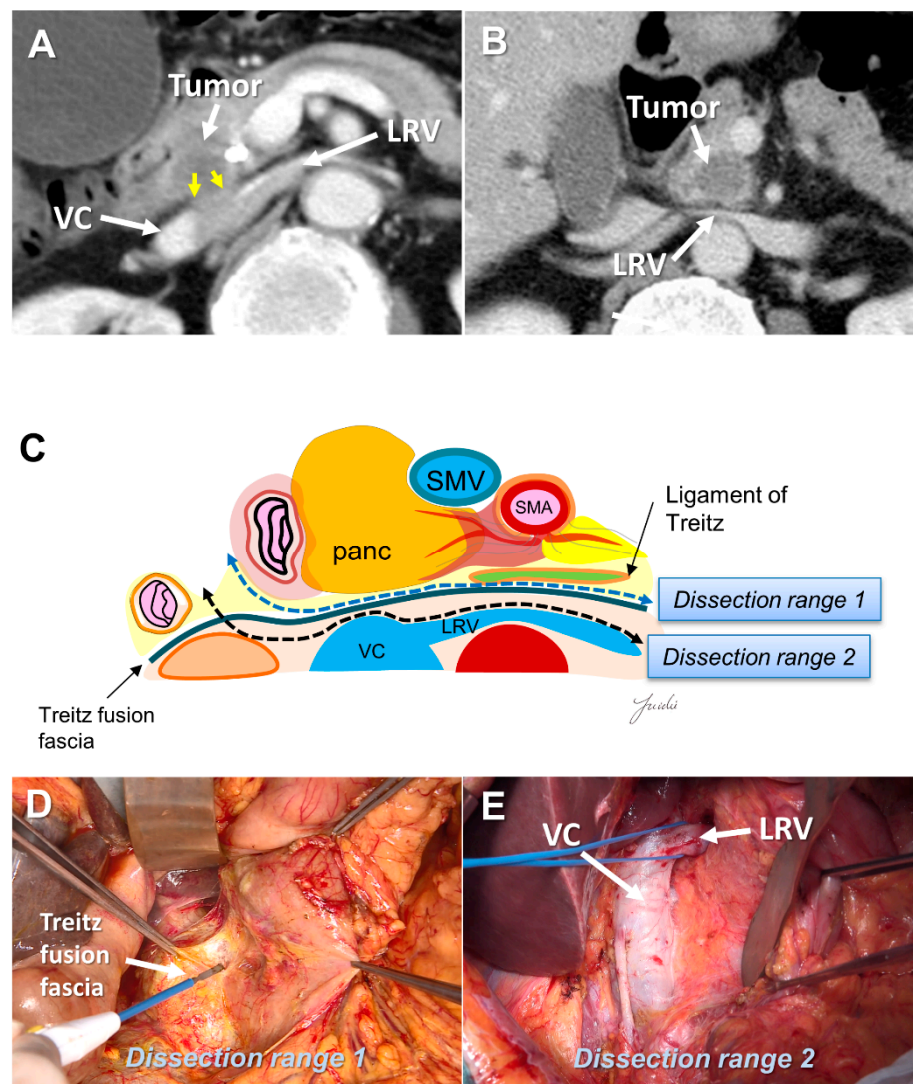 A
Tumor
LRV
VC
B
Tumor
LRV
C
SMV
SMA
panc
Ligament of
Treitz
Dissection range 1
LRV
VC
Dissection range 2
Treitz fusion
fascia
D
Treitz
fusion
fascia
Dissection range 1
E
VC
LRV
Dissection range 2